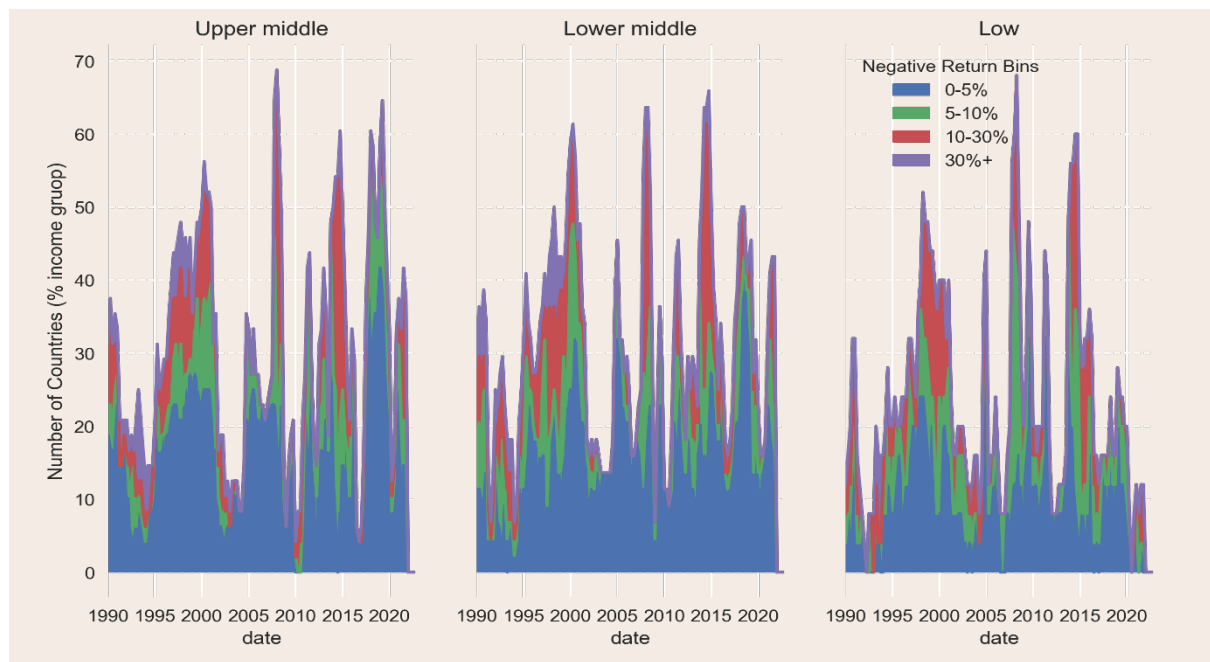 Upper middle
Lower middle
Low
Number of Countries (% income gruop)
70
60
50
40
30
20
10
0
Negative Return Bins
0-5%
5-10%
10-30%
30%+
1990 1995 2000 2005 2010 2015 2020
1990 1995 2000 2005 2010 2015 2020
1990 1995 2000 2005 2010 2015 2020
date
date
date